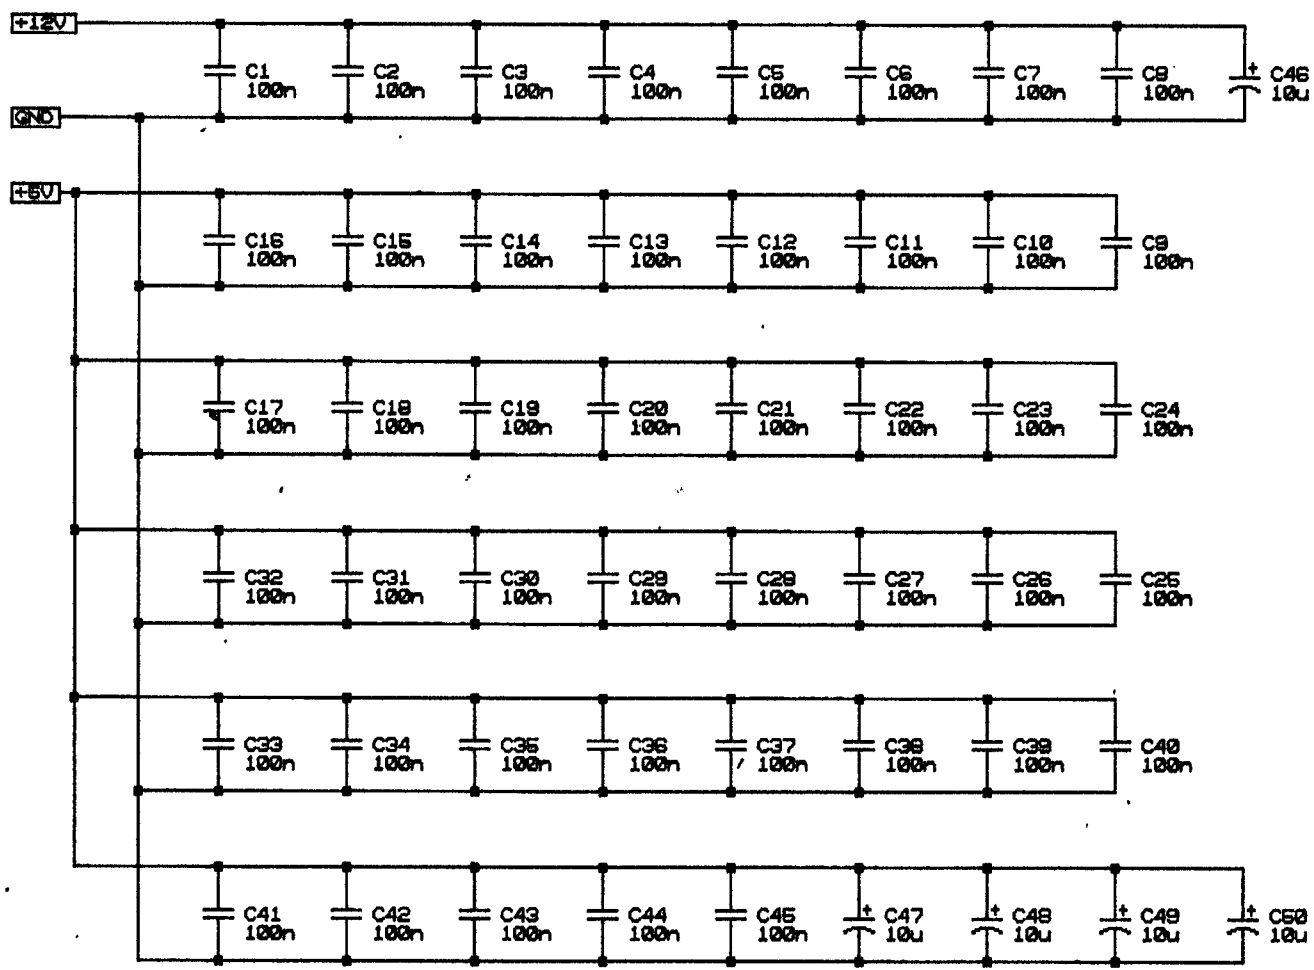 +12V
C1
100n
C2
100n
C3
100n
C4
100n
C5
100n
C6
100n
C7
100n
C8
100n
+
C46
10u
GND
+5V
C16
100n
C15
100n
C14
100n
C13
100n
C12
100n
C11
100n
C10
100n
C9
100n
C17
100n
C18
100n
C19
100n
C20
100n
C21
100n
C22
100n
C23
100n
C24
100n
C32
100n
C31
100n
C30
100n
C29
100n
C28
100n
C27
100n
C26
100n
C25
100n
C33
100n
C34
100n
C35
100n
C36
100n
C37
100n
C38
100n
C39
100n
C40
100n
C41
100n
C42
100n
C43
100n
C44
100n
C45
100n
+
C47
10u
+
C48
10u
+
C49
10u
+
C50
10u